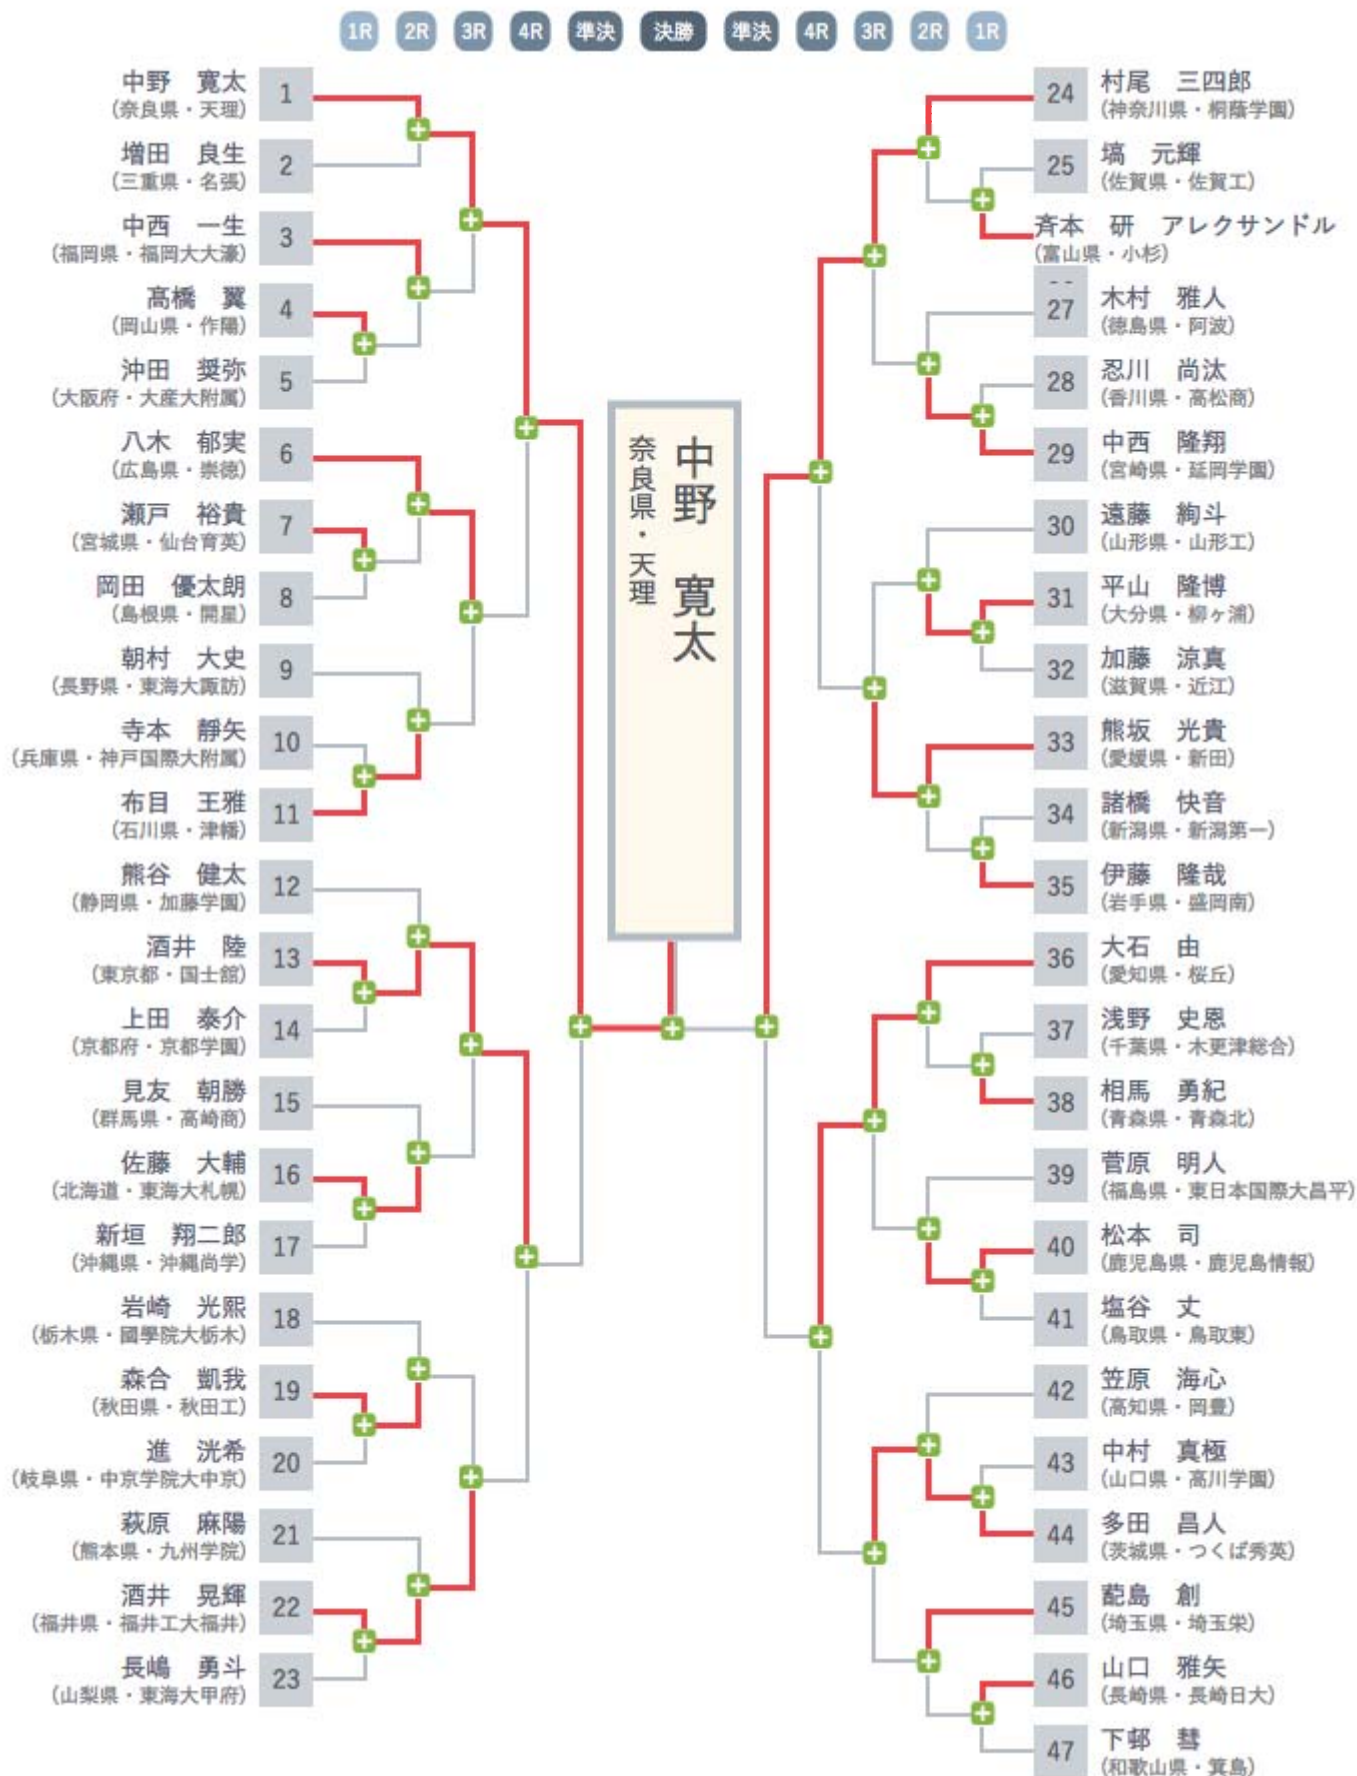 1R 2R 3R 4R 準決 決勝 準決 4R 3R 2R 1R
中野 寛太 1
(奈良県・天理)
増田 良生 2
(三重県・名張)
中西 一生 3
(福岡県・福岡大大濠)
髙橋 翼 4
(岡山県・作陽)
沖田 奨弥 5
(大阪府・大産大附属)
八木 郁実 6
(広島県・崇徳)
瀬戸 裕貴 7
(宮城県・仙台育英)
岡田 優太朗 8
(島根県・開星)
朝村 大史 9
(長野県・東海大諏訪)
寺本 靜矢 10
(兵庫県・神戸国際大附属)
布目 王雅 11
(石川県・津幡)
熊谷 健太 12
(静岡県・加藤学園)
酒井 陸 13
(東京都・国士館)
上田 泰介 14
(京都府・京都学園)
見友 朝勝 15
(群馬県・高崎商)
佐藤 大輔 16
(北海道・東海大札幌)
新垣 翔二郎 17
(沖縄県・沖縄尚学)
岩崎 光熙 18
(栃木県・國學院大栃木)
森合 凱我 19
(秋田県・秋田工)
進 洸希 20
(岐阜県・中京学院大中京)
萩原 麻陽 21
(熊本県・九州学院)
酒井 晃輝 22
(福井県・福井工大福井)
長嶋 勇斗 23
(山梨県・東海大甲府)
中野 寛太
奈良県・天理
24 村尾 三四郎
(神奈川県・桐蔭学園)
25 塙 元輝
(佐賀県・佐賀工)
斉本 研 アレクサンドル
(富山県・小杉)
27 木村 雅人
(徳島県・阿波)
28 忍川 尚汰
(香川県・高松商)
29 中西 隆翔
(宮崎県・延岡学園)
30 遠藤 絢斗
(山形県・山形工)
31 平山 隆博
(大分県・柳ヶ浦)
32 加藤 涼真
(滋賀県・近江)
33 熊坂 光貴
(愛媛県・新田)
34 諸橋 快音
(新潟県・新潟第一)
35 伊藤 隆哉
(岩手県・盛岡南)
36 大石 由
(愛知県・桜丘)
37 浅野 史恩
(千葉県・木更津総合)
38 相馬 勇紀
(青森県・青森北)
39 菅原 明人
(福島県・東日本国際大昌平)
40 松本 司
(鹿児島県・鹿児島情報)
41 塩谷 丈
(鳥取県・鳥取東)
42 笠原 海心
(高知県・岡豊)
43 中村 真極
(山口県・高川学園)
44 多田 昌人
(茨城県・つくば秀英)
45 蓜島 創
(埼玉県・埼玉栄)
46 山口 雅矢
(長崎県・長崎日大)
47 下邨 彗
(和歌山県・箕島)